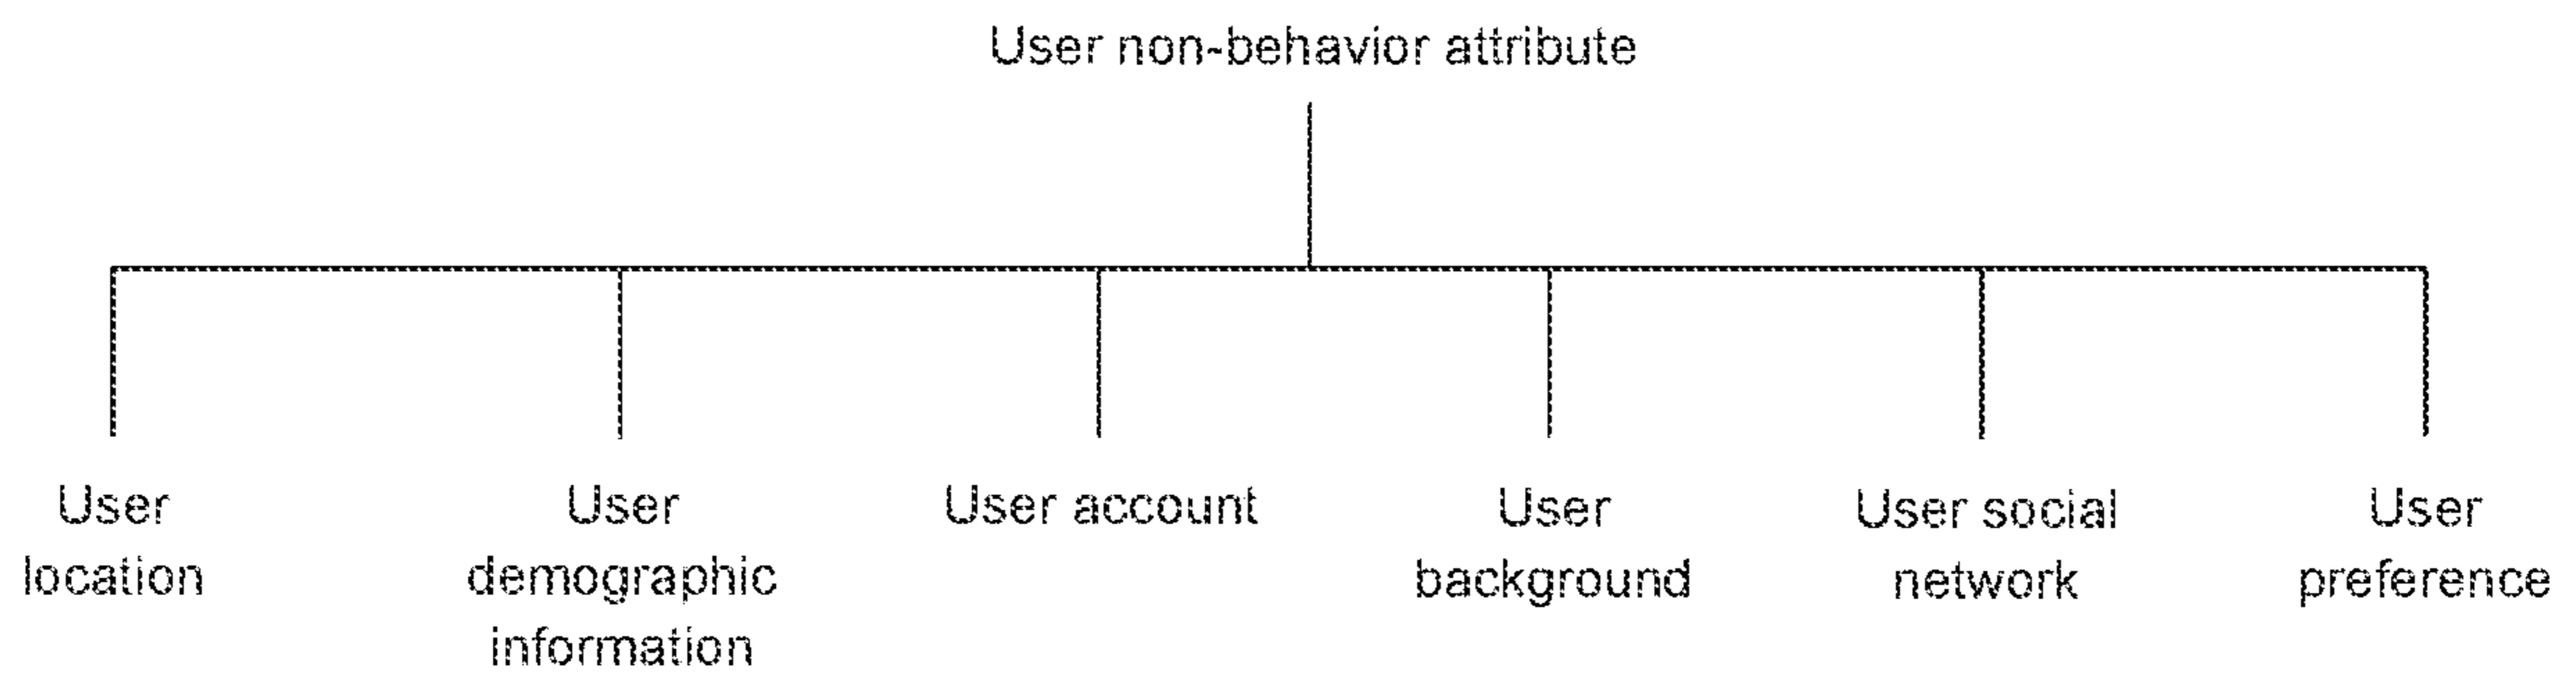 User non-behavior attribute
User
location
User
demographic
information
User account
User
background
User social
network
User
preference